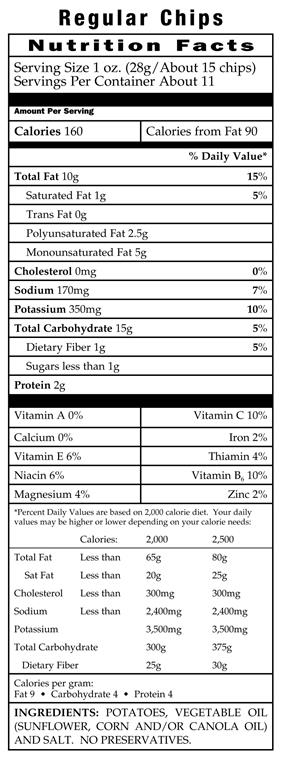 Regular Chips
Nutrition Facts
Serving Size 1 oz. (28g/About 15 chips)
Servings Per Container About 11
Amount Per Serving
Calories 160 Calories from Fat 90
% Daily Value*
Total Fat 10g 15%
Saturated Fat 1g 5%
Trans Fat 0g
Polyunsaturated Fat 2.5g
Monounsaturated Fat 5g
Cholesterol 0mg 0%
Sodium 170mg 7%
Potassium 350mg 10%
Total Carbohydrate 15g 5%
Dietary Fiber 1g 5%
Sugars less than 1g
Protein 2g
Vitamin A 0% Vitamin C 10%
Calcium 0% Iron 2%
Vitamin E 6% Thiamin 4%
Niacin 6% Vitamin B₆ 10%
Magnesium 4% Zinc 2%
*Percent Daily Values are based on 2,000 calorie diet. Your daily
values may be higher or lower depending on your calorie needs:
Calories: 2,000 2,500
Total Fat Less than 65g 80g
Sat Fat Less than 20g 25g
Cholesterol Less than 300mg 300mg
Sodium Less than 2,400mg 2,400mg
Potassium 3,500mg 3,500mg
Total Carbohydrate 300g 375g
Dietary Fiber 25g 30g
Calories per gram:
Fat 9 • Carbohydrate 4 • Protein 4
INGREDIENTS: POTATOES, VEGETABLE OIL
(SUNFLOWER, CORN AND/OR CANOLA OIL)
AND SALT. NO PRESERVATIVES.